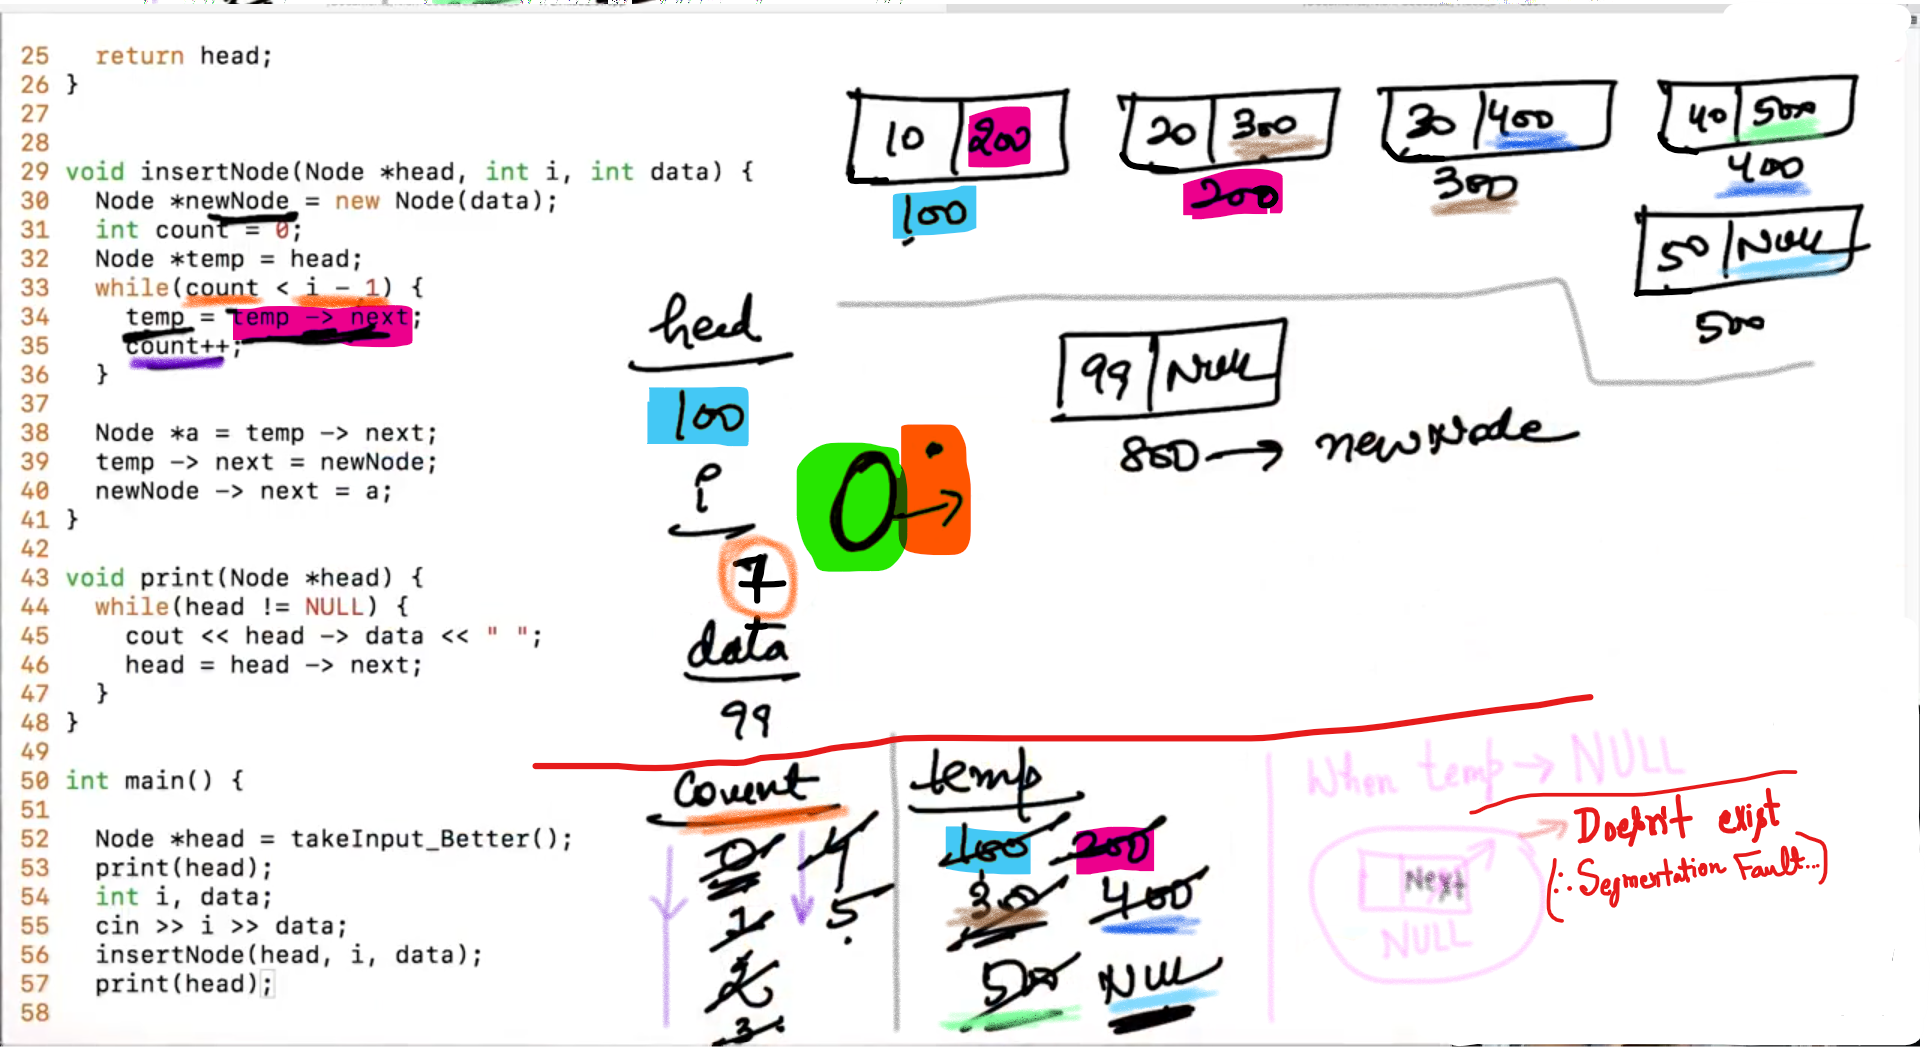 25 return head;
26 }
27
28
29 void insertNode(Node *head, int i, int data) {
30 Node *newNode = new Node(data);
31 int count = 0;
32 Node *temp = head;
33 while(count < i - 1) {
34 temp = temp -> next;
35 count++;
36 }
37
38 Node *a = temp -> next;
39 temp -> next = newNode;
40 newNode -> next = a;
41 }
42
43 void print(Node *head) {
44 while(head != NULL) {
45 cout << head -> data << " ";
46 head = head -> next;
47 }
48 }
49
50 int main() {
51
52 Node *head = takeInput_Better();
53 print(head);
54 int i, data;
55 cin >> i >> data;
56 insertNode(head, i, data);
57 print(head);
58
10 200
100
20 300
200
30 400
300
40 500
400
50 NULL
500
head
100
i
7
data
99
0 →
99 NULL
800 → newNode
Count
0 4
1 5
2
3
temp
100 200
300 400
500 NULL
When temp → NULL
Next
NULL
→ Doesn't exist
(∴ Segmentation Fault...)